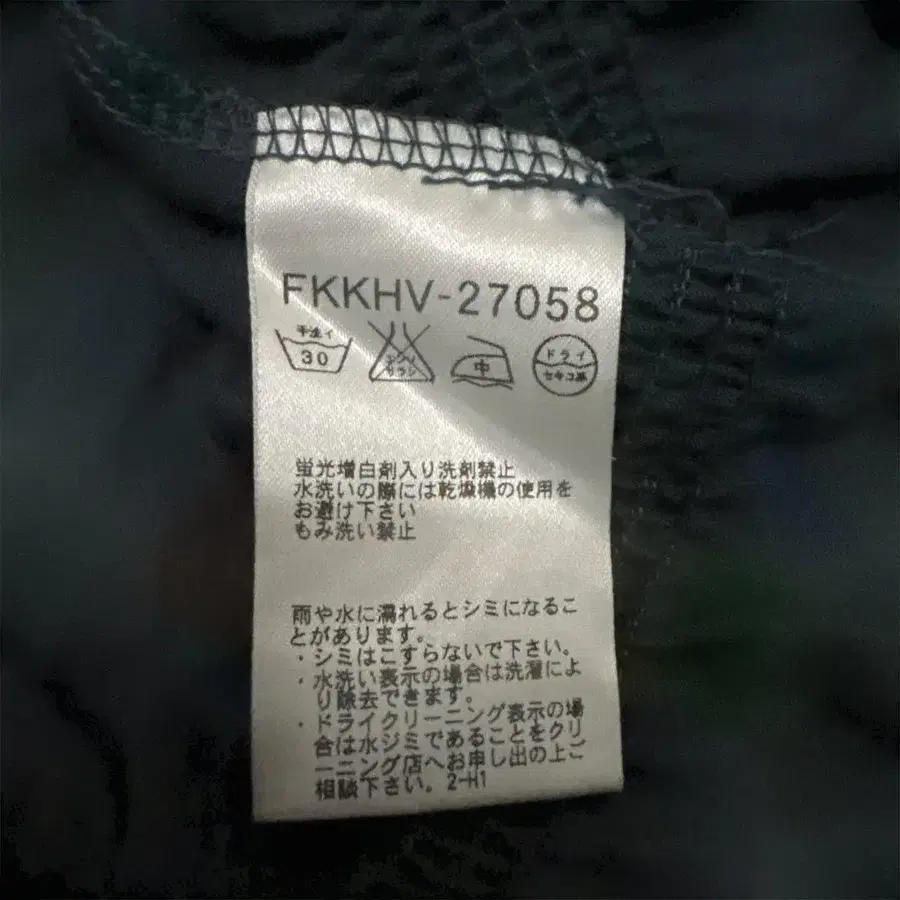 FKKHV-27058
手洗イ
30
エンソ
サラシ
中
ドライ
セキユ系
蛍光増白剤入り洗剤禁止
水洗いの際には乾燥機の使用を
お避け下さい
もみ洗い禁止
雨や水に濡れるとシミになるこ
とがあります。
・シミはこすらないで下さい。
・水洗い表示の場合は洗濯によ
り除去できます。
・ドライクリーニング表示の場
合は水ジミであることをクリ
ーニング店へお申し出の上ご
相談下さい。2-H1